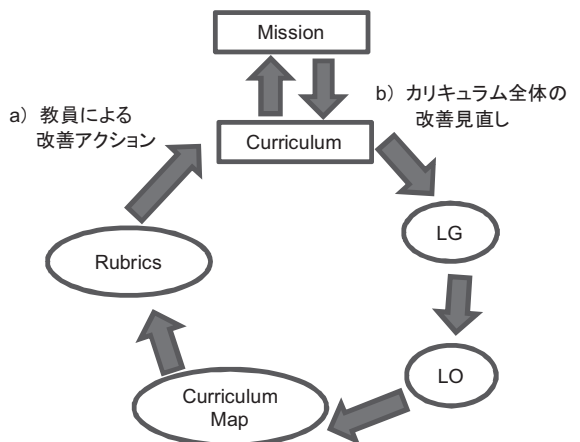 Mission
a) 教員による
改善アクション
b) カリキュラム全体の
改善見直し
Curriculum
LG
Rubrics
LO
Curriculum
Map